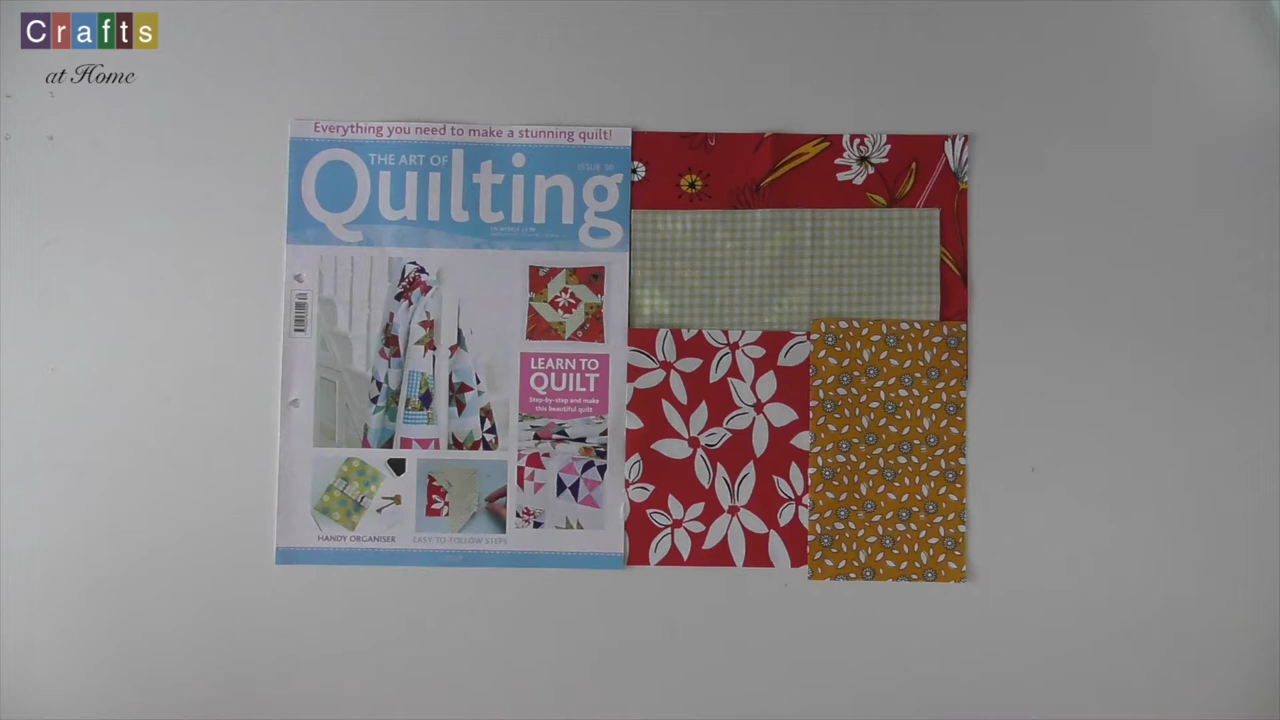 Crafts
at Home
Everything you need to make a stunning quilt!
THE ART OF
Quilting
LEARN TO
QUILT
Step-by-step and make
this beautiful quilt
HANDY ORGANISER
EASY-TO-FOLLOW STEPS